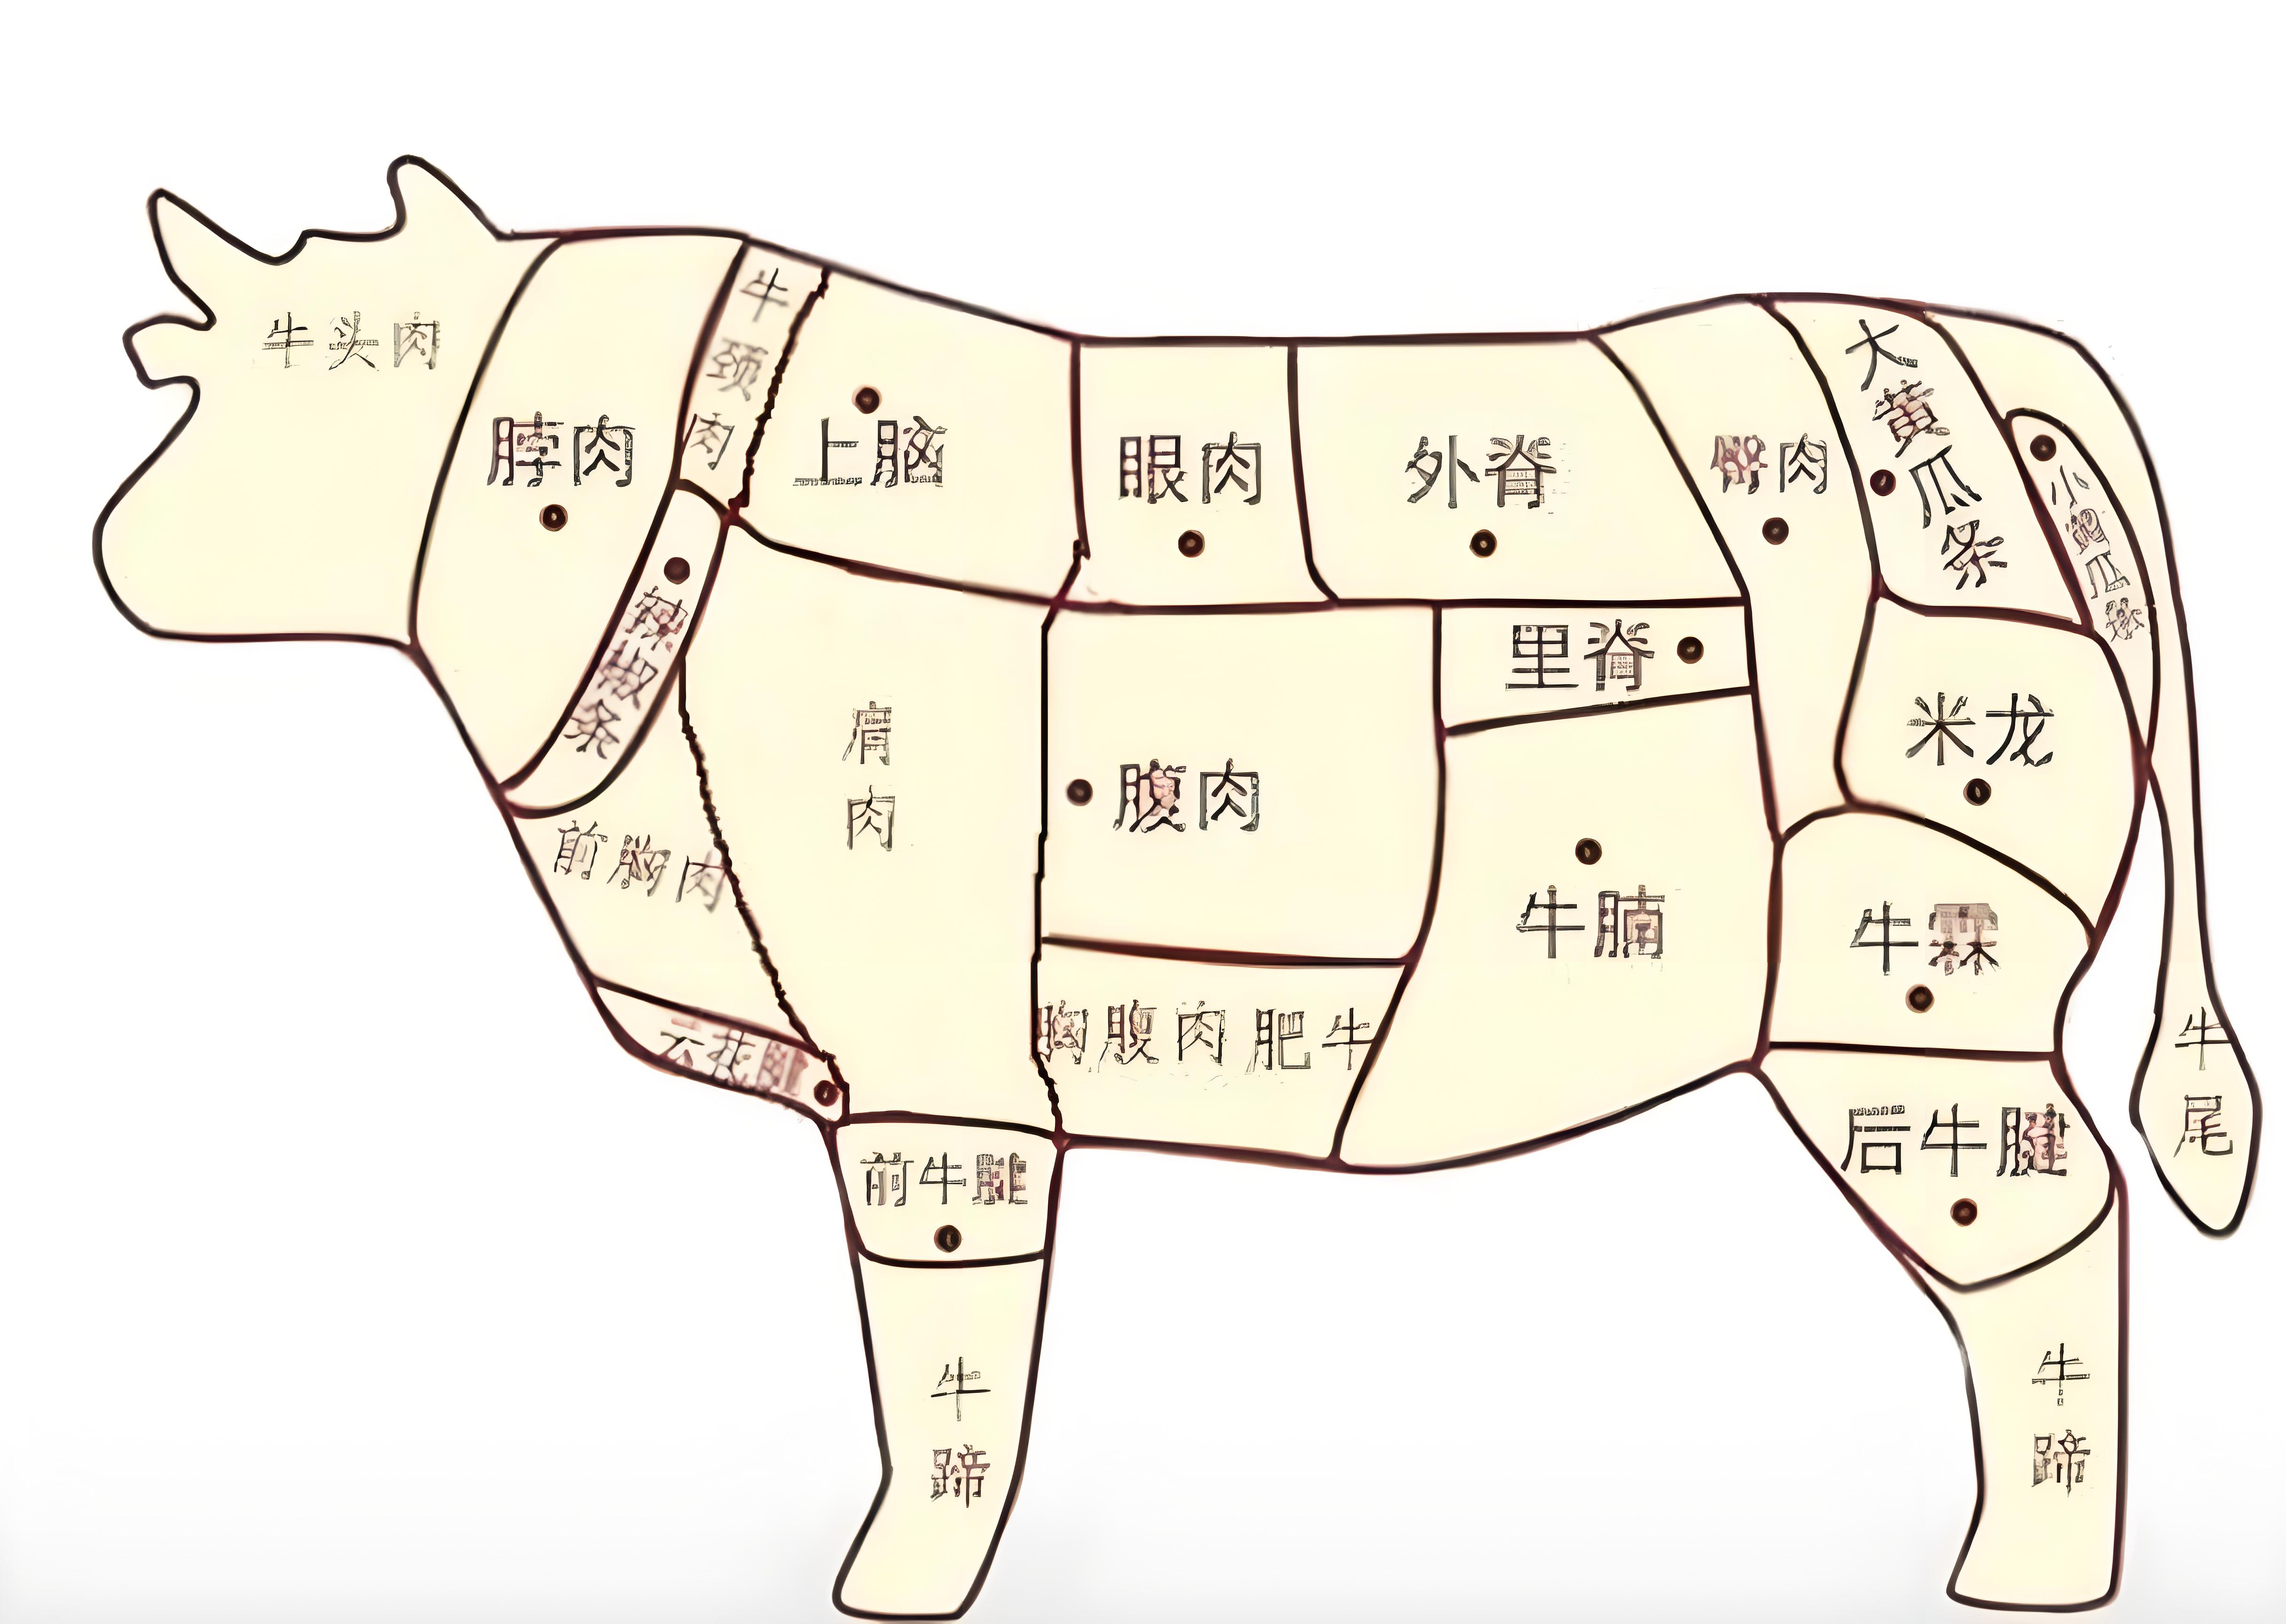 牛头肉
脖肉
牛颈肉
上脑
眼肉
外脊
臀肉
大黄瓜条
小黄瓜条
辣椒条
里脊
肩肉
前胸肉
腹肉
米龙
牛腩
牛霖
胸腹肉肥牛
前牛腱
后牛腱
牛尾
牛蹄
牛蹄